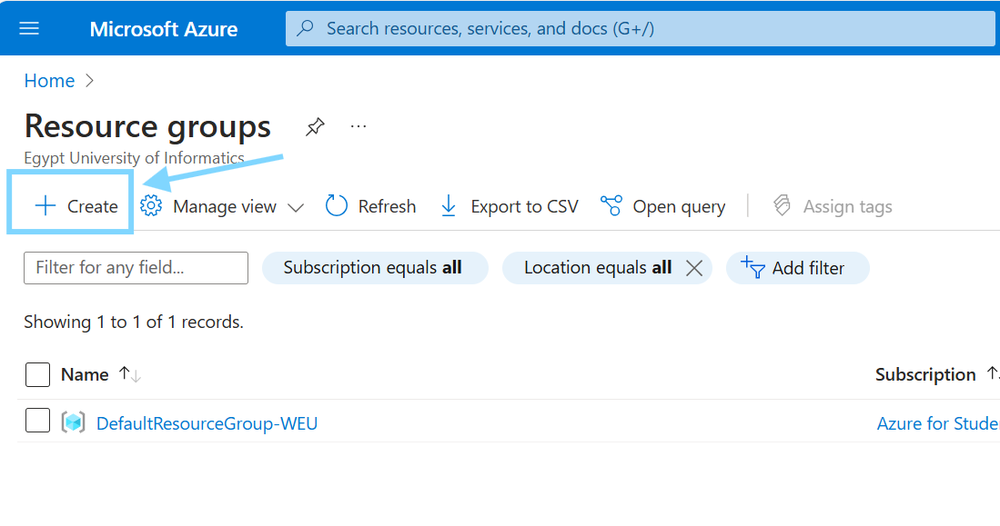 Microsoft Azure
Search resources, services, and docs (G+/)
Home
Resource groups
Egypt University of Informatics
Create
Manage view
Refresh
Export to CSV
Open query
Assign tags
Filter for any field...
Subscription equals all
Location equals all
Add filter
Showing 1 to 1 of 1 records.
Name
Subscription
DefaultResourceGroup-WEU
Azure for